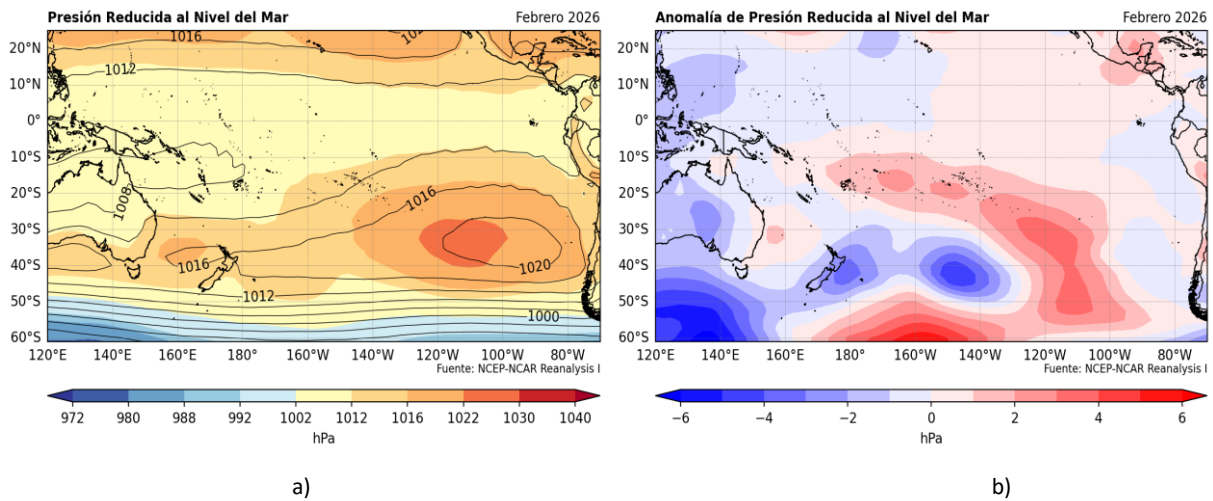 Presión Reducida al Nivel del Mar Febrero 2026
20°N
10°N
0°
10°S
20°S
30°S
40°S
50°S
60°S
120°E 140°E 160°E 180° 160°W 140°W 120°W 100°W 80°W
1016
1012
1008
1016
1016
1020
1012
1000
Fuente: NCEP-NCAR Reanalysis I
972 980 988 992 1002 1012 1016 1022 1030 1040
hPa
a)
Anomalía de Presión Reducida al Nivel del Mar Febrero 2026
20°N
10°N
0°
10°S
20°S
30°S
40°S
50°S
60°S
120°E 140°E 160°E 180° 160°W 140°W 120°W 100°W 80°W
Fuente: NCEP-NCAR Reanalysis I
−6 −4 −2 0 2 4 6
hPa
b)